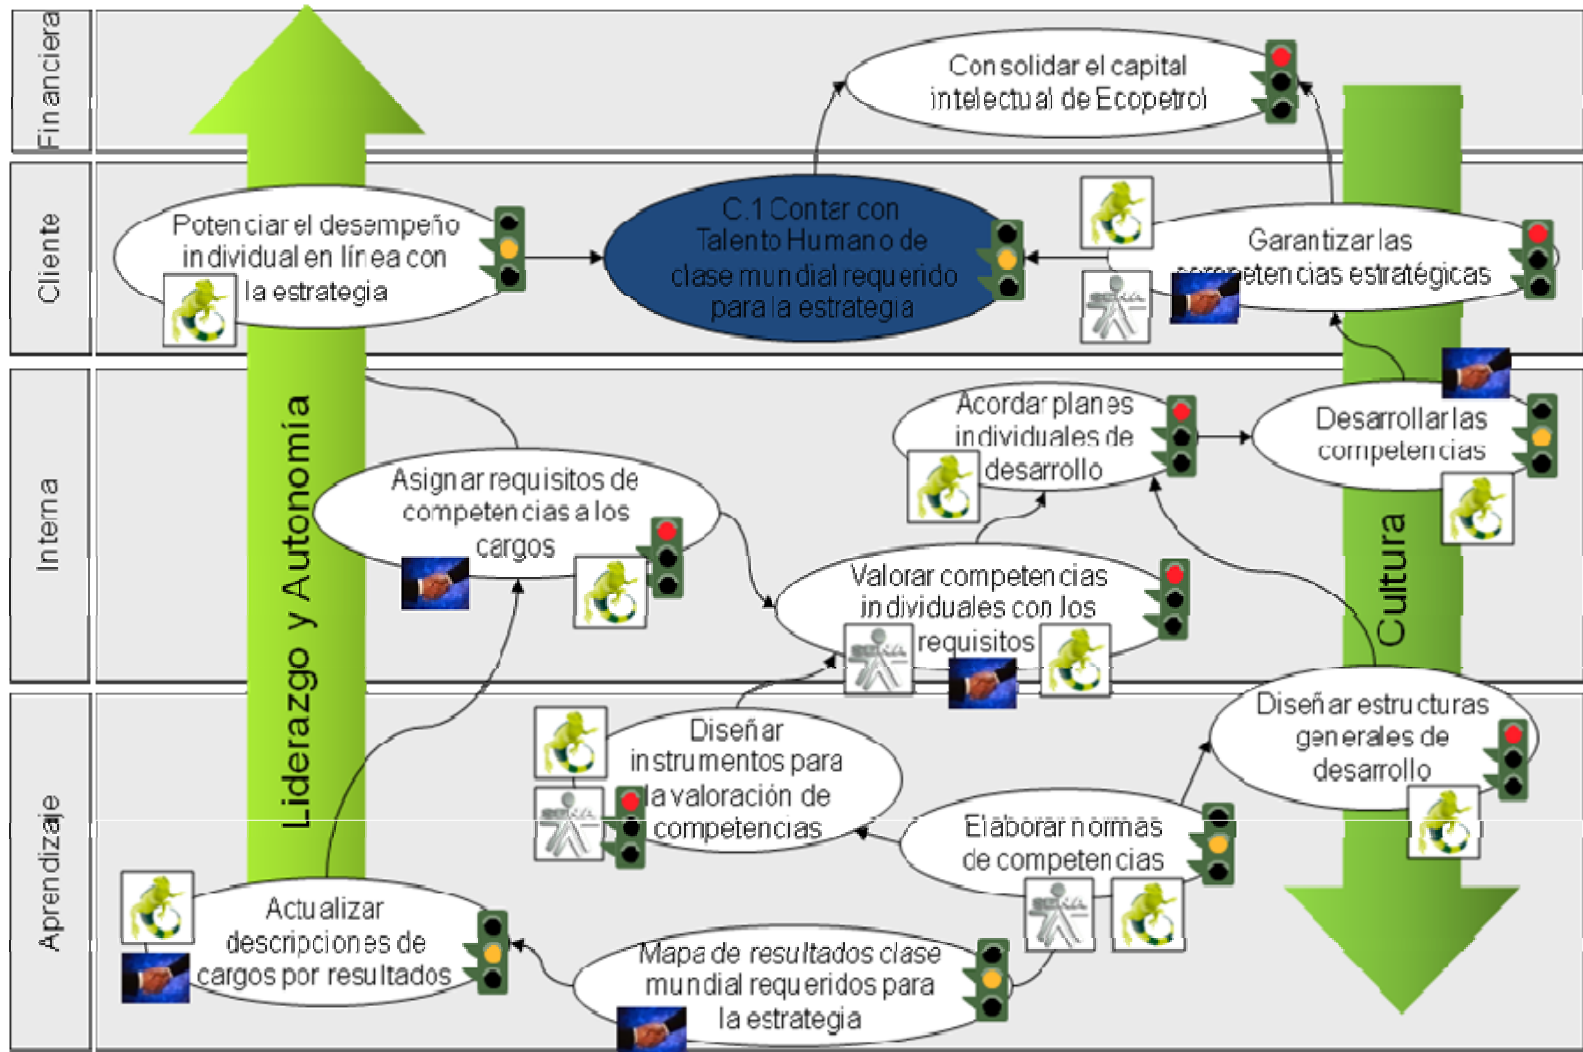 Financiera
Consolidar el capital
intelectual de Ecopetrol
Cliente
Potenciar el desempeño
individual en línea con
la estrategia
C.1 Contar con
Talento Humano de
clase mundial requerido
para la estrategia
Garantizar las
competencias estratégicas
Interna
Liderazgo y Autonomía
Asignar requisitos de
competencias a los
cargos
Acordar planes
individuales de
desarrollo
Desarrollar las
competencias
Valorar competencias
individuales con los
requisitos
Cultura
Aprendizaje
Diseñar
instrumentos para
la valoración de
competencias
Diseñar estructuras
generales de
desarrollo
Elaborar normas
de competencias
Actualizar
descripciones de
cargos por resultados
Mapa de resultados clase
mundial requeridos para
la estrategia